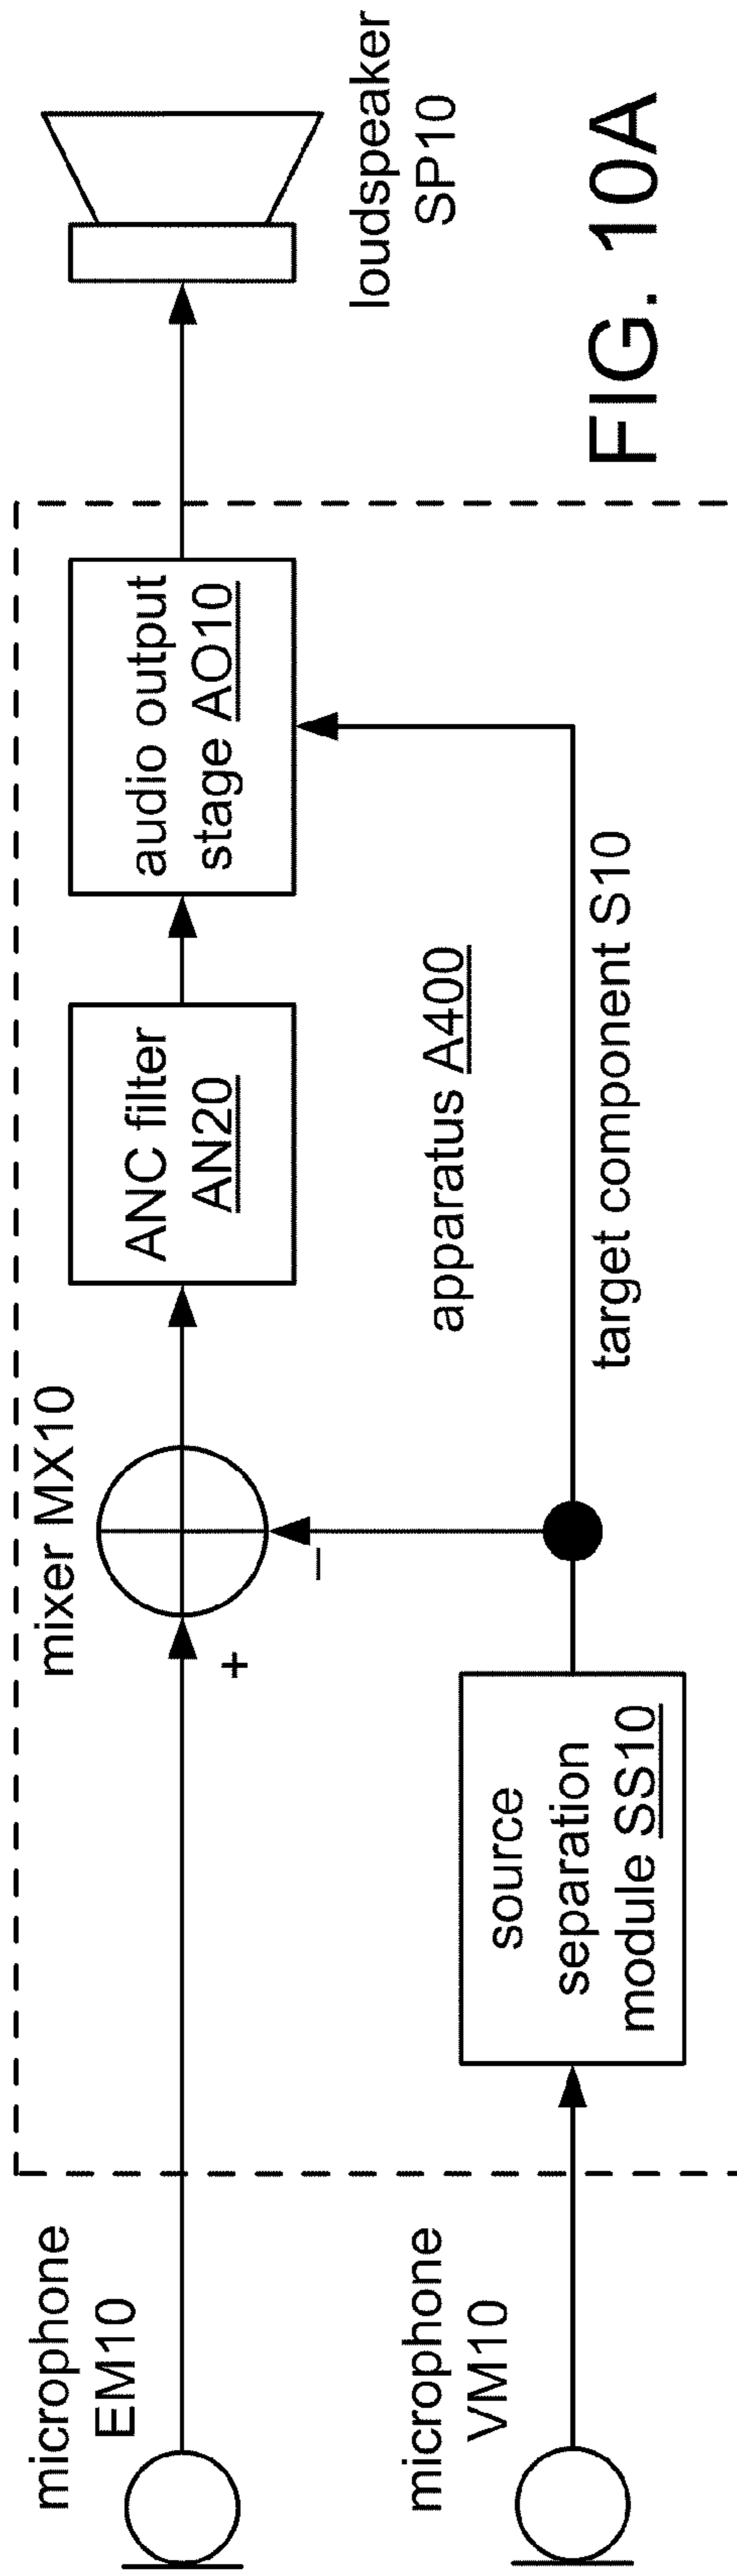 microphone
EM10
mixer MX10
+
ANC filter
AN20
audio output
stage AO10
loudspeaker
SP10
microphone
VM10
source
separation
module SS10
–
apparatus A400
target component S10
FIG. 10A